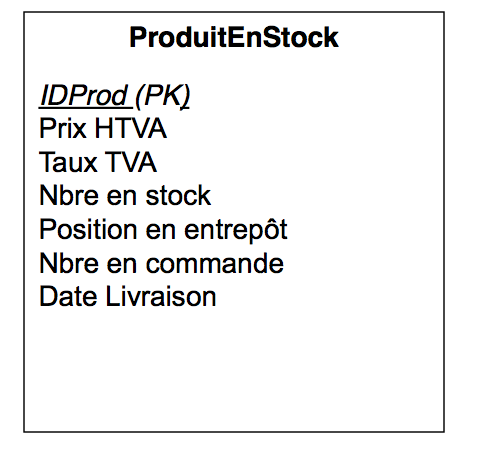 ProduitEnStock
IDProd (PK)
Prix HTVA
Taux TVA
Nbre en stock
Position en entrepôt
Nbre en commande
Date Livraison